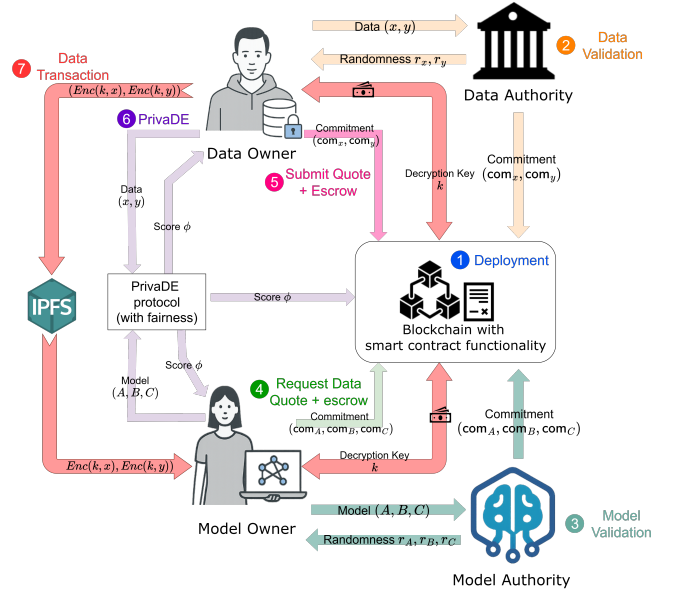 Data (x, y)
2 Data
Validation
7 Data
Transaction
Randomness r_x, r_y
(Enc(k, x), Enc(k, y))
Data Authority
6 PrivaDE
Commitment
(com_x, com_y)
Data Owner
Commitment
(com_x, com_y)
5 Submit Quote
+ Escrow
Decryption Key
k
Data
(x, y)
Score ϕ
1 Deployment
PrivaDE
protocol
(with fairness)
IPFS
Score ϕ
Blockchain with
smart contract functionality
Score ϕ
Model
(A, B, C)
4 Request Data
Quote + escrow
Commitment
(com_A, com_B, com_C)
Commitment
(com_A, com_B, com_C)
Decryption Key
k
Enc(k, x), Enc(k, y))
Model Owner
Model (A, B, C)
3 Model
Validation
Randomness r_A, r_B, r_C
Model Authority